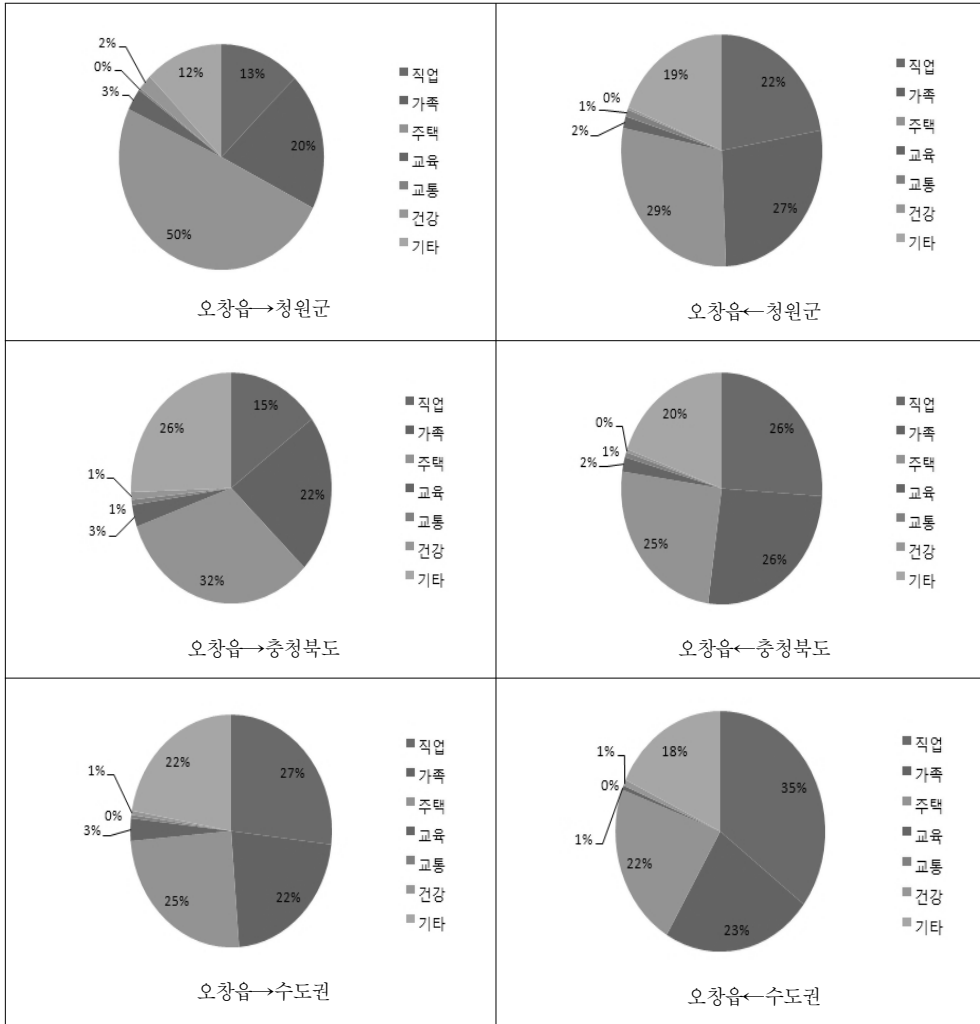 2%
0%
3%
12%
13%
20%
50%
직업
가족
주택
교육
교통
건강
기타
오창읍→청원군
0%
1%
2%
19%
22%
29%
27%
직업
가족
주택
교육
교통
건강
기타
오창읍←청원군
26%
15%
1%
1%
3%
22%
32%
직업
가족
주택
교육
교통
건강
기타
오창읍→충청북도
0%
1%
2%
20%
26%
25%
26%
직업
가족
주택
교육
교통
건강
기타
오창읍←충청북도
1%
0%
3%
22%
27%
25%
22%
직업
가족
주택
교육
교통
건강
기타
오창읍→수도권
1%
0%
1%
18%
35%
22%
23%
직업
가족
주택
교육
교통
건강
기타
오창읍←수도권